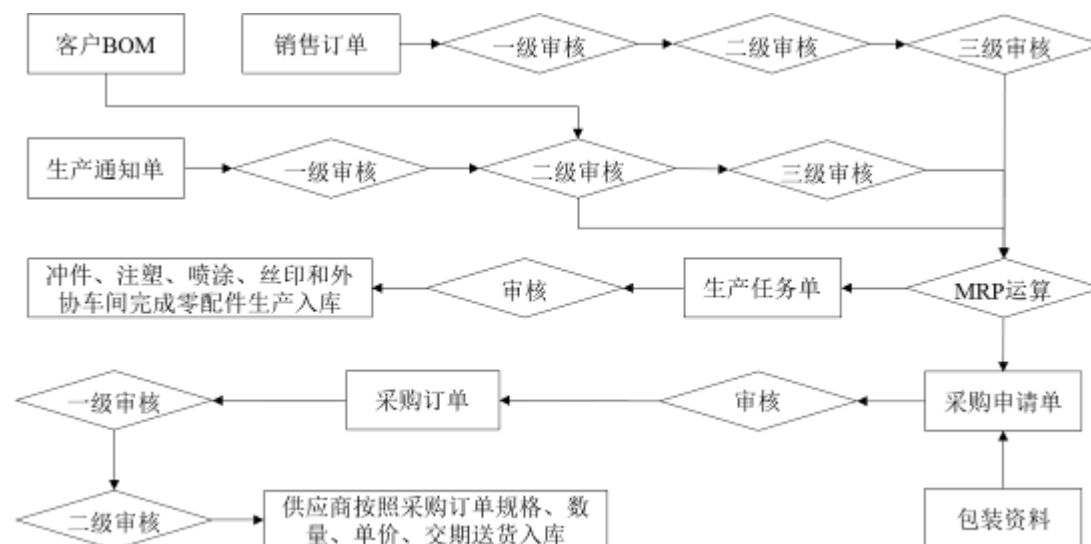 客户BOM
销售订单
一级审核
二级审核
三级审核
生产通知单
一级审核
二级审核
三级审核
冲件、注塑、喷涂、丝印和外
协车间完成零配件生产入库
审核
生产任务单
MRP运算
一级审核
采购订单
审核
采购申请单
二级审核
供应商按照采购订单规格、数
量、单价、交期送货入库
包装资料